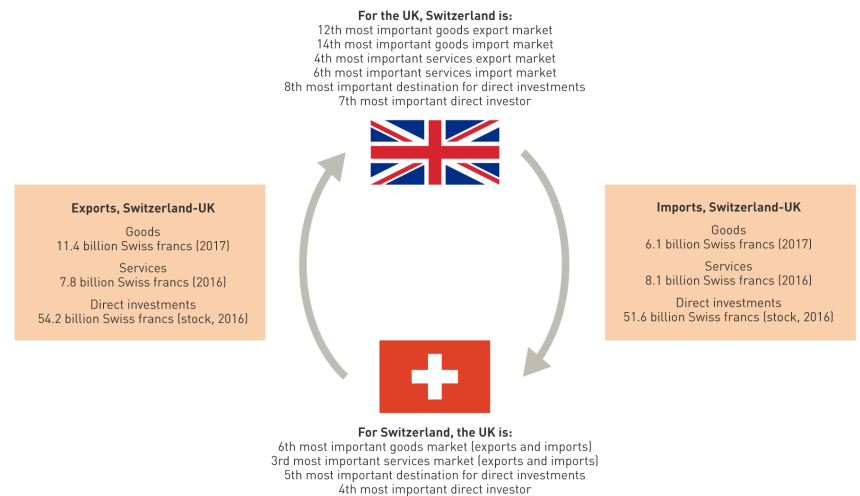 For the UK, Switzerland is:
12th most important goods export market
14th most important goods import market
4th most important services export market
6th most important services import market
8th most important destination for direct investments
7th most important direct investor
Exports, Switzerland-UK
Goods
11.4 billion Swiss francs (2017)
Services
7.8 billion Swiss francs (2016)
Direct investments
54.2 billion Swiss francs (stock, 2016)
Imports, Switzerland-UK
Goods
6.1 billion Swiss francs (2017)
Services
8.1 billion Swiss francs (2016)
Direct investments
51.6 billion Swiss francs (stock, 2016)
For Switzerland, the UK is:
6th most important goods market (exports and imports)
3rd most important services market (exports and imports)
5th most important destination for direct investments
4th most important direct investor